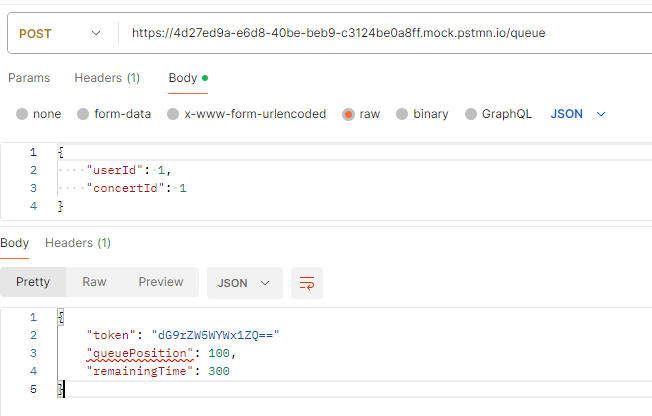 POST https://4d27ed9a-e6d8-40be-beb9-c3124be0a8ff.mock.pstmn.io/queue
Params Headers (1) Body
none form-data x-www-form-urlencoded raw binary GraphQL JSON
1 {
2 "userId": 1,
3 "concertId": 1
4 }
Body Headers (1)
Pretty Raw Preview JSON
1 {
2 "token": "dG9rZW5WYWx1ZQ=="
3 "queuePosition": 100,
4 "remainingTime": 300
5 }